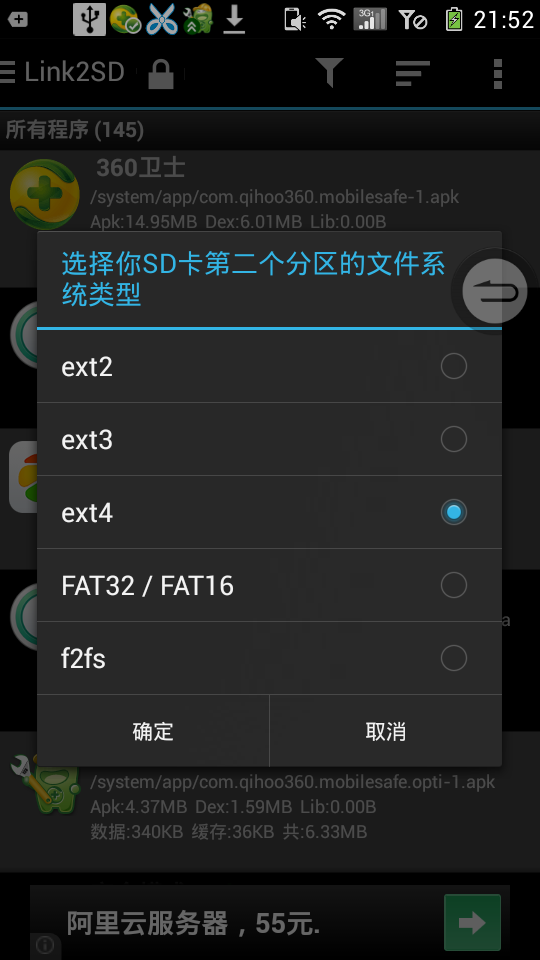 3G
21:52
Link2SD
所有程序 (145)
360卫士
/system/app/com.qihoo360.mobilesafe-1.apk
Apk:14.95MB Dex:6.01MB Lib:0.00B
选择你SD卡第二个分区的文件系
统类型
ext2
ext3
ext4
FAT32 / FAT16
a
f2fs
确定
取消
/system/app/com.qihoo360.mobilesafe.opti-1.apk
Apk:4.37MB Dex:1.59MB Lib:0.00B
数据:340KB 缓存:36KB 共:6.33MB
阿里云服务器，55元.